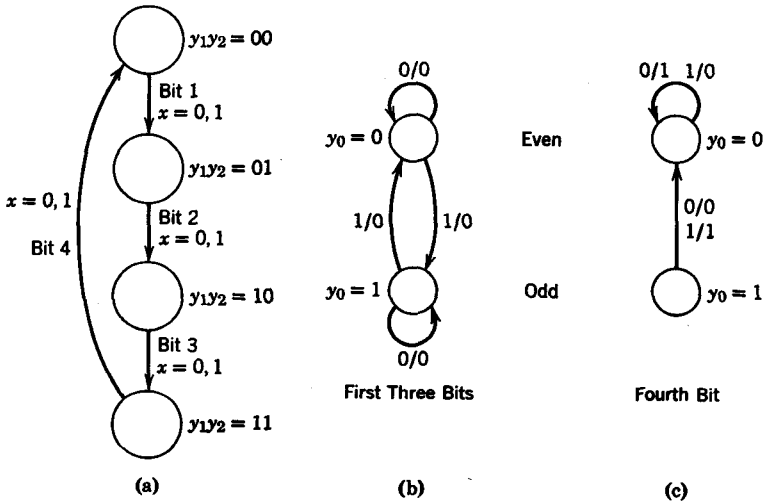 y₁y₂ = 00
Bit 1
x = 0, 1
y₁y₂ = 01
x = 0, 1
Bit 4
Bit 2
x = 0, 1
y₁y₂ = 10
Bit 3
x = 0, 1
y₁y₂ = 11
(a)
0/0
y₀ = 0
1/0
1/0
y₀ = 1
0/0
First Three Bits
(b)
Even
Odd
0/1 1/0
y₀ = 0
0/0
1/1
y₀ = 1
Fourth Bit
(c)